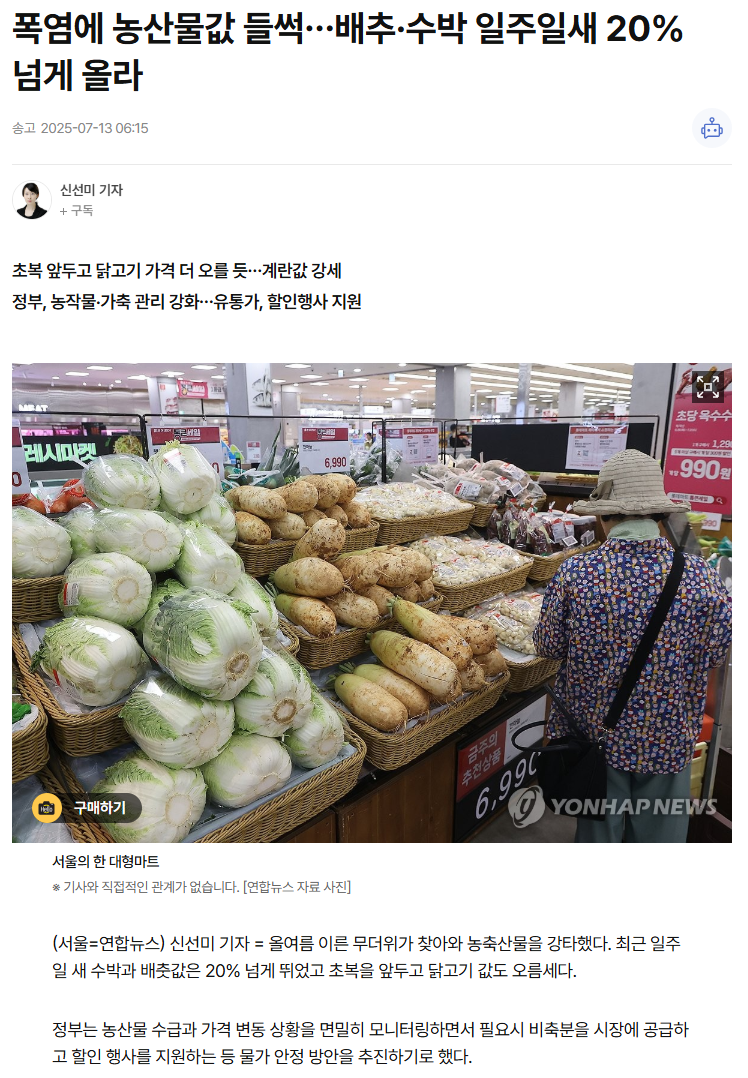 폭염에 농산물값 들썩…배추·수박 일주일새 20%
넘게 올라
송고 2025-07-13 06:15
신선미 기자
+ 구독
초복 앞두고 닭고기 가격 더 오를 듯…계란값 강세
정부, 농작물·가축 관리 강화…유통가, 할인행사 지원
MEAT
레시마켓
6,990
초당 옥수수
1,290
990원
990
금주의
추천상품
6,990
구매하기
YONHAP NEWS
서울의 한 대형마트
※ 기사와 직접적인 관계가 없습니다. [연합뉴스 자료 사진]
(서울=연합뉴스) 신선미 기자 = 올여름 이른 무더위가 찾아와 농축산물을 강타했다. 최근 일주
일 새 수박과 배춧값은 20% 넘게 뛰었고 초복을 앞두고 닭고기 값도 오름세다.
정부는 농산물 수급과 가격 변동 상황을 면밀히 모니터링하면서 필요시 비축분을 시장에 공급하
고 할인 행사를 지원하는 등 물가 안정 방안을 추진하기로 했다.